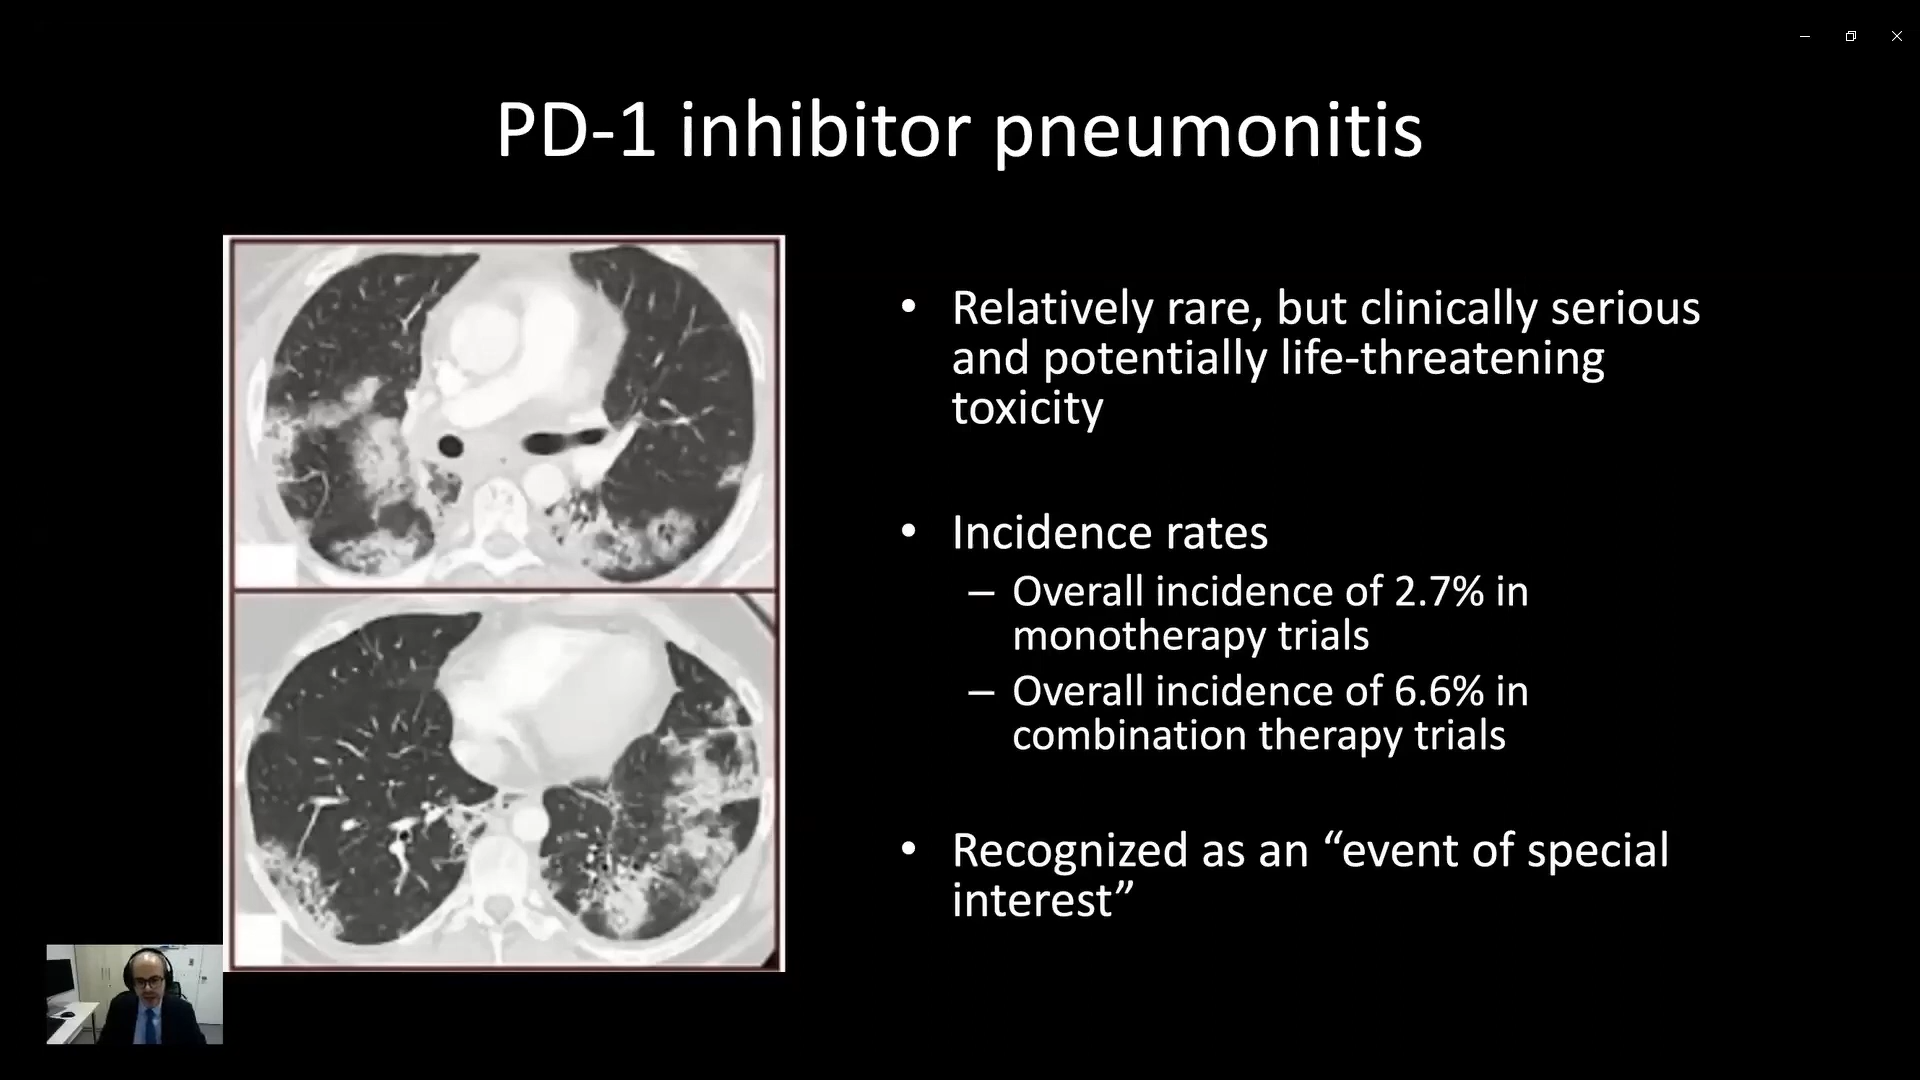 PD-1 inhibitor pneumonitis
• Relatively rare, but clinically serious
and potentially life-threatening
toxicity
• Incidence rates
– Overall incidence of 2.7% in
monotherapy trials
– Overall incidence of 6.6% in
combination therapy trials
• Recognized as an “event of special
interest”